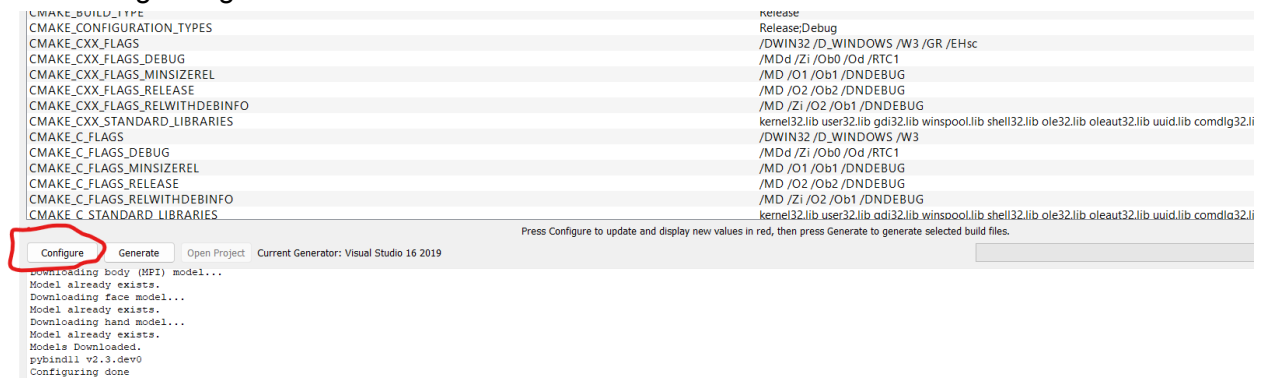 CMAKE_BUILD_TYPE Release
CMAKE_CONFIGURATION_TYPES Release;Debug
CMAKE_CXX_FLAGS /DWIN32 /D_WINDOWS /W3 /GR /EHsc
CMAKE_CXX_FLAGS_DEBUG /MDd /Zi /Ob0 /Od /RTC1
CMAKE_CXX_FLAGS_MINSIZEREL /MD /O1 /Ob1 /DNDEBUG
CMAKE_CXX_FLAGS_RELEASE /MD /O2 /Ob2 /DNDEBUG
CMAKE_CXX_FLAGS_RELWITHDEBINFO /MD /Zi /O2 /Ob1 /DNDEBUG
CMAKE_CXX_STANDARD_LIBRARIES kernel32.lib user32.lib gdi32.lib winspool.lib shell32.lib ole32.lib oleaut32.lib uuid.lib comdlg32.li
CMAKE_C_FLAGS /DWIN32 /D_WINDOWS /W3
CMAKE_C_FLAGS_DEBUG /MDd /Zi /Ob0 /Od /RTC1
CMAKE_C_FLAGS_MINSIZEREL /MD /O1 /Ob1 /DNDEBUG
CMAKE_C_FLAGS_RELEASE /MD /O2 /Ob2 /DNDEBUG
CMAKE_C_FLAGS_RELWITHDEBINFO /MD /Zi /O2 /Ob1 /DNDEBUG
CMAKE_C_STANDARD_LIBRARIES kernel32.lib user32.lib gdi32.lib winspool.lib shell32.lib ole32.lib oleaut32.lib uuid.lib comdlg32.li
Press Configure to update and display new values in red, then press Generate to generate selected build files.
Configure Generate Open Project Current Generator: Visual Studio 16 2019
Downloading body (MPI) model...
Model already exists.
Downloading face model...
Model already exists.
Downloading hand model...
Model already exists.
Models Downloaded.
pybind11 v2.3.dev0
Configuring done